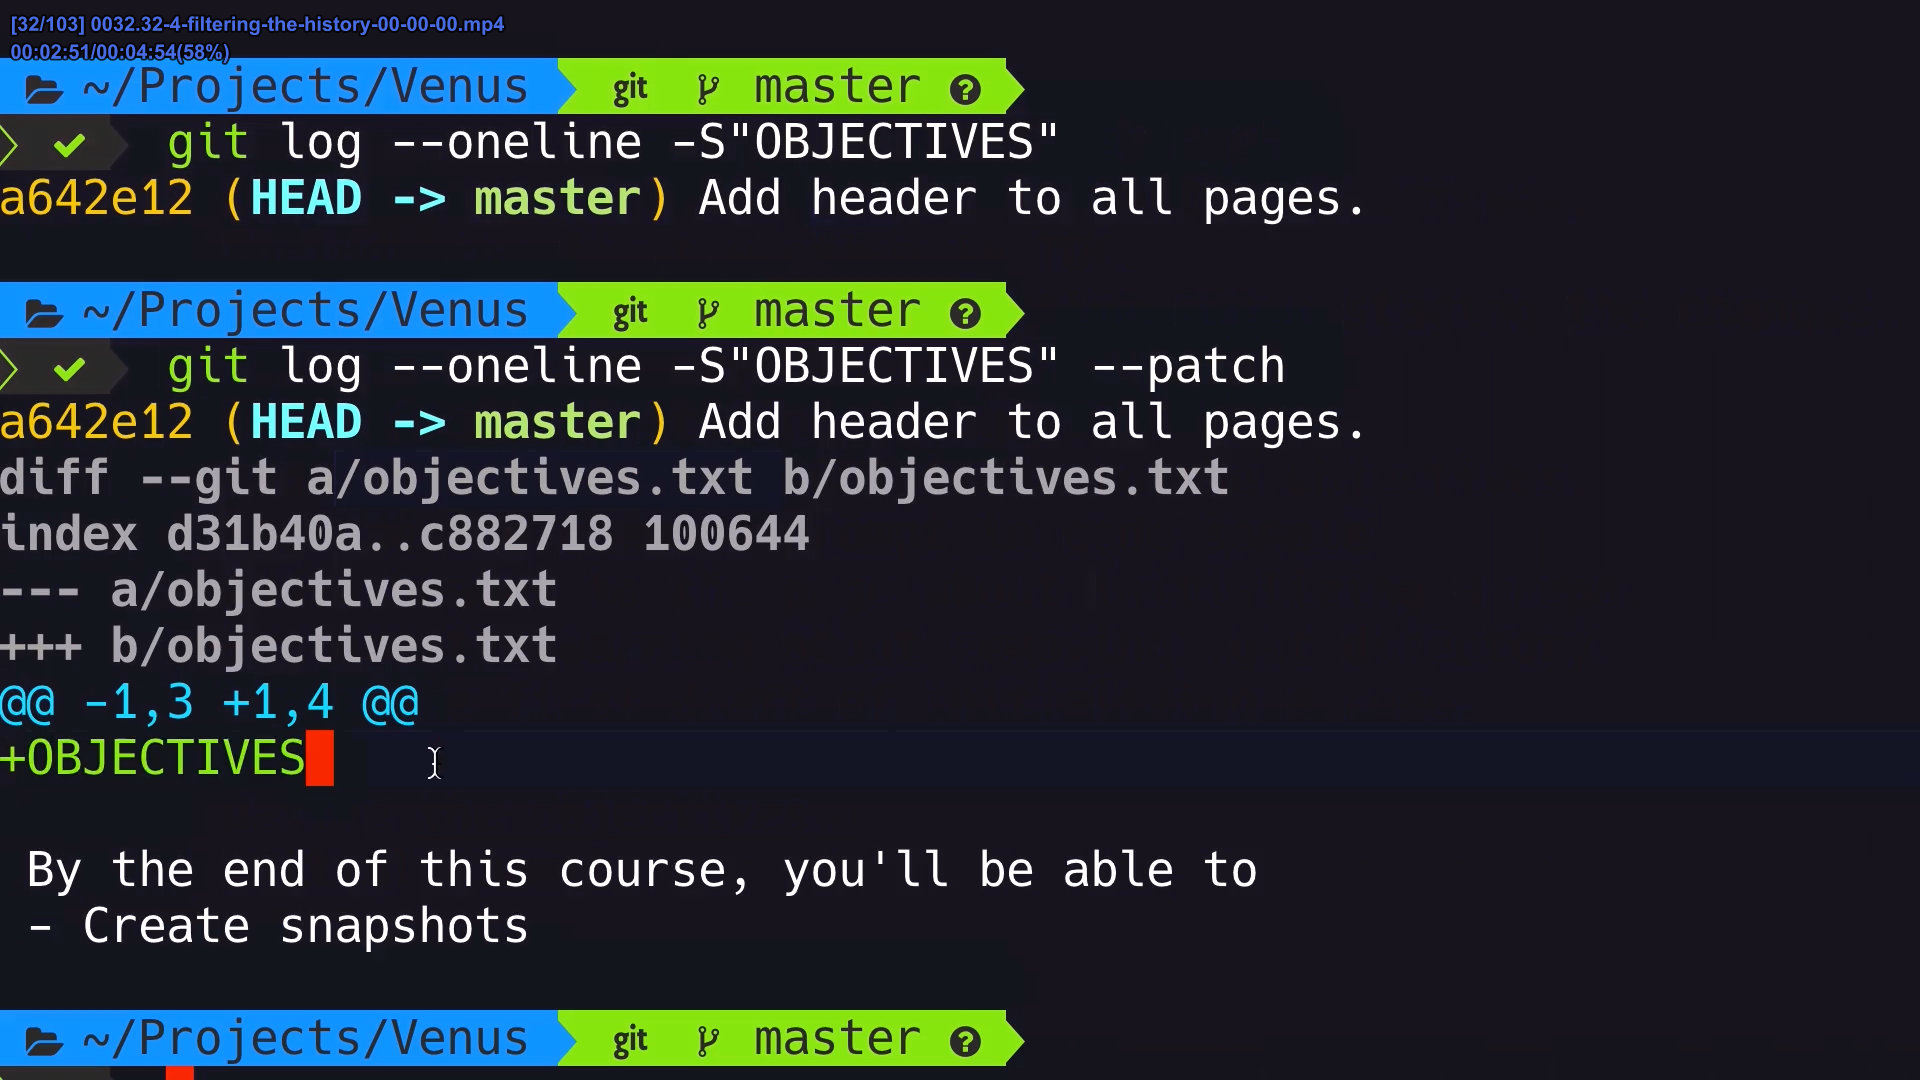 [32/103] 0032.32-4-filtering-the-history-00-00-00.mp4
00:02:51/00:04:54(58%)
~/Projects/Venus git master ?
✔ git log --oneline -S"OBJECTIVES"
a642e12 (HEAD -> master) Add header to all pages.
~/Projects/Venus git master ?
✔ git log --oneline -S"OBJECTIVES" --patch
a642e12 (HEAD -> master) Add header to all pages.
diff --git a/objectives.txt b/objectives.txt
index d31b40a..c882718 100644
--- a/objectives.txt
+++ b/objectives.txt
@@ -1,3 +1,4 @@
+OBJECTIVES
By the end of this course, you'll be able to
- Create snapshots
~/Projects/Venus git master ?